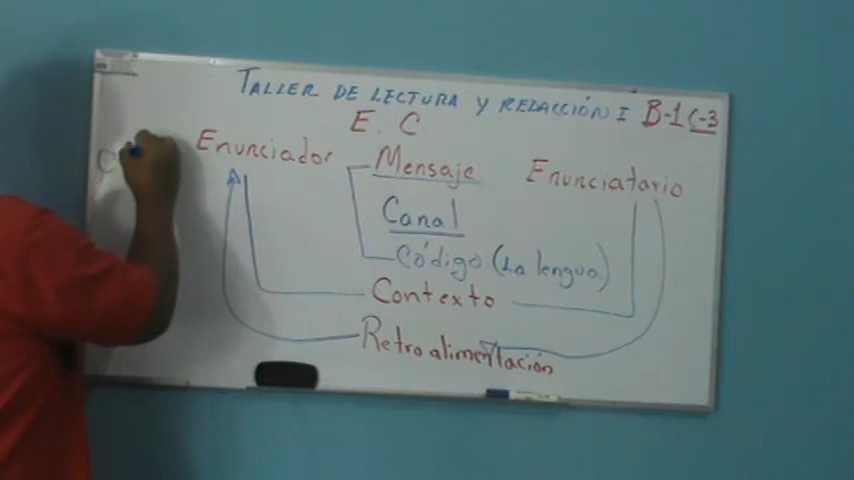 TALLER DE LECTURA Y REDACCIÓN I B-1 C-3
E. C.
Enunciador Mensaje Enunciatario
Canal
Código (La lengua)
Contexto
Retroalimentación